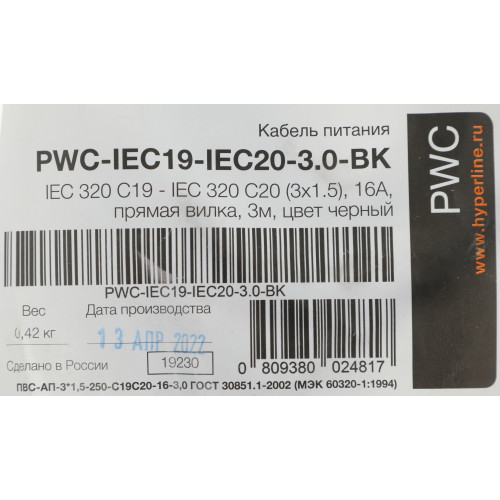 Кабель питания
PWC-IEC19-IEC20-3.0-BK
IEC 320 C19 - IEC 320 C20 (3x1.5), 16A,
прямая вилка, 3м, цвет черный
PWC-IEC19-IEC20-3.0-BK
Вес
Дата производства
0,42 кг
13 АПР 2022
Сделано в России
19230
0 809380 024817
ПВС-АП-3*1,5-250-С19С20-16-3,0 ГОСТ 30851.1-2002 (МЭК 60320-1:1994)
PWC
www.hyperline.ru